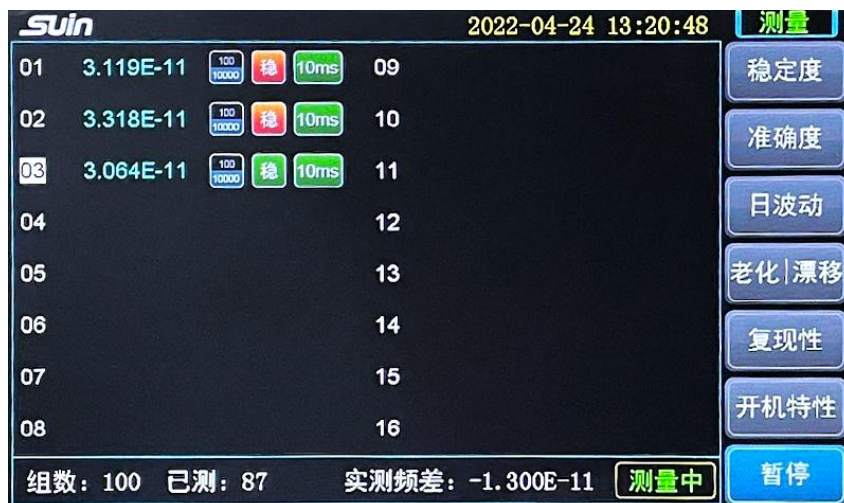 SUIN 2022-04-24 13:20:48 测量
01 3.119E-11 100 10000 稳 10ms 09 稳定度
02 3.318E-11 100 10000 稳 10ms 10 准确度
03 3.064E-11 100 10000 稳 10ms 11
04 12 日波动
05 13 老化|漂移
06 14 复现性
07 15 开机特性
08 16
组数：100 已测：87 实测频差：-1.300E-11 测量中 暂停